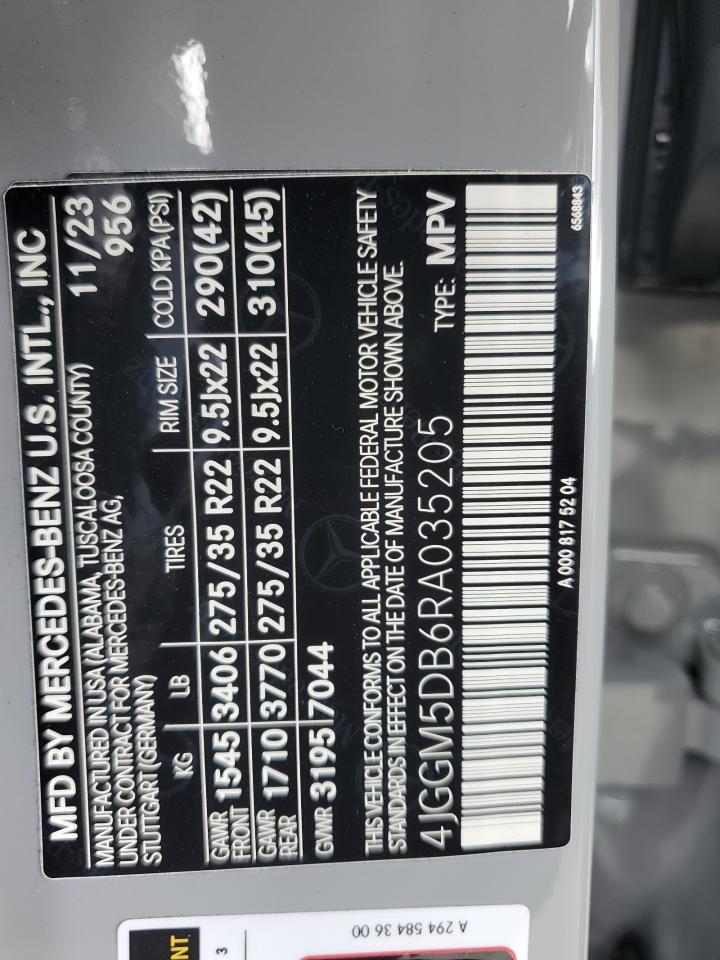 MFD BY MERCEDES-BENZ U.S. INTL., INC
MANUFACTURED IN USA (ALABAMA, TUSCALOOSA COUNTY) 11/23
UNDER CONTRACT FOR MERCEDES-BENZ AG, 956
STUTTGART (GERMANY)
KG LB TIRES RIM SIZE COLD KPA(PSI)
GAWR FRONT 1545 3406 275/35 R22 9.5Jx22 290(42)
GAWR REAR 1710 3770 275/35 R22 9.5Jx22 310(45)
GVWR 3195 7044
THIS VEHICLE CONFORMS TO ALL APPLICABLE FEDERAL MOTOR VEHICLE SAFETY
STANDARDS IN EFFECT ON THE DATE OF MANUFACTURE SHOWN ABOVE.
4JGGM5DB6RA035205 TYPE: MPV
A 000 817 52 04 6568843
A 294 584 36 00
3